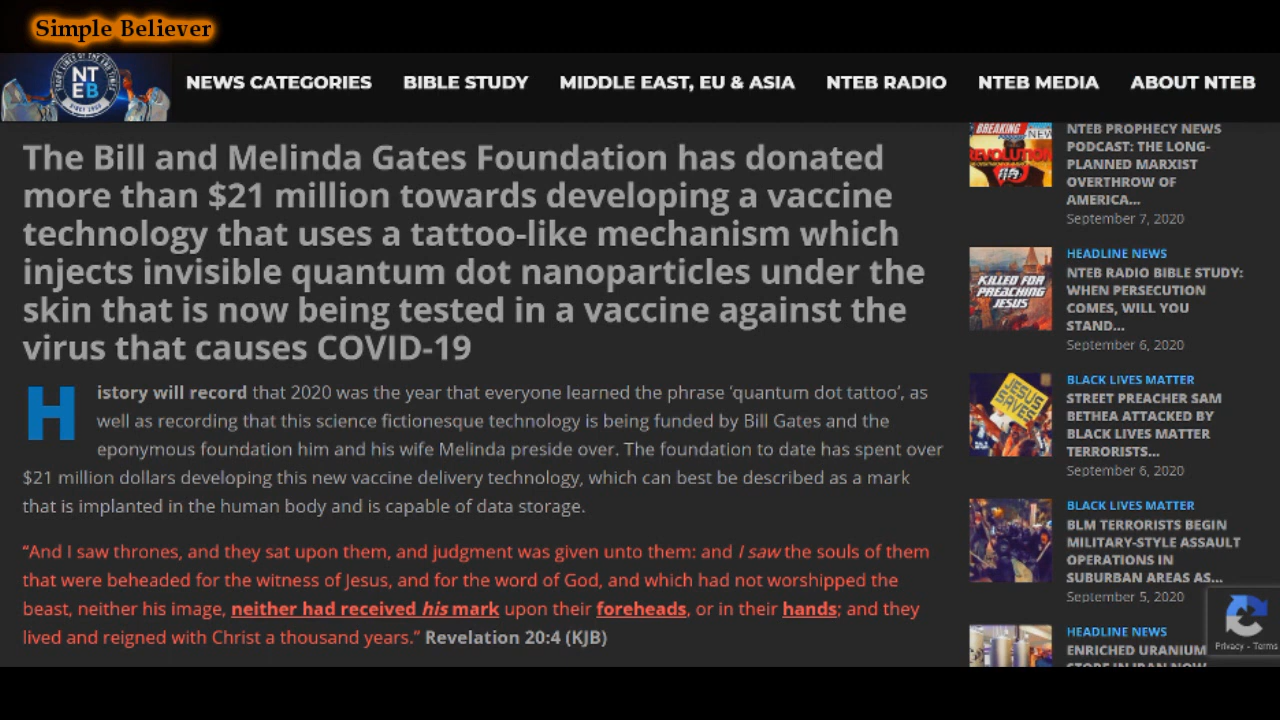 Simple Believer
NT
EB
NEWS CATEGORIES
BIBLE STUDY
MIDDLE EAST, EU & ASIA
NTEB RADIO
NTEB MEDIA
ABOUT NTEB
The Bill and Melinda Gates Foundation has donated
more than $21 million towards developing a vaccine
technology that uses a tattoo-like mechanism which
injects invisible quantum dot nanoparticles under the
skin that is now being tested in a vaccine against the
virus that causes COVID-19
History will record that 2020 was the year that everyone learned the phrase ‘quantum dot tattoo’, as
well as recording that this science fictionesque technology is being funded by Bill Gates and the
eponymous foundation him and his wife Melinda preside over. The foundation to date has spent over
$21 million dollars developing this new vaccine delivery technology, which can best be described as a mark
that is implanted in the human body and is capable of data storage.
“And I saw thrones, and they sat upon them, and judgment was given unto them: and I saw the souls of them
that were beheaded for the witness of Jesus, and for the word of God, and which had not worshipped the
beast, neither his image, neither had received his mark upon their foreheads, or in their hands; and they
lived and reigned with Christ a thousand years.” Revelation 20:4 (KJB)
BREAKING NEW
NTEB PROPHECY NEWS
PODCAST: THE LONG-
PLANNED MARXIST
OVERTHROW OF
AMERICA...
September 7, 2020
KILLED FOR
PREACHING
JESUS
HEADLINE NEWS
NTEB RADIO BIBLE STUDY:
WHEN PERSECUTION
COMES, WILL YOU
STAND...
September 6, 2020
JESUS
SAVES
BLACK LIVES MATTER
STREET PREACHER SAM
BETHEA ATTACKED BY
BLACK LIVES MATTER
TERRORISTS...
September 6, 2020
BLACK LIVES MATTER
BLM TERRORISTS BEGIN
MILITARY-STYLE ASSAULT
OPERATIONS IN
SUBURBAN AREAS AS...
September 5, 2020
HEADLINE NEWS
ENRICHED URANIUM
STORE IN IRAN NOW
Privacy - Terms